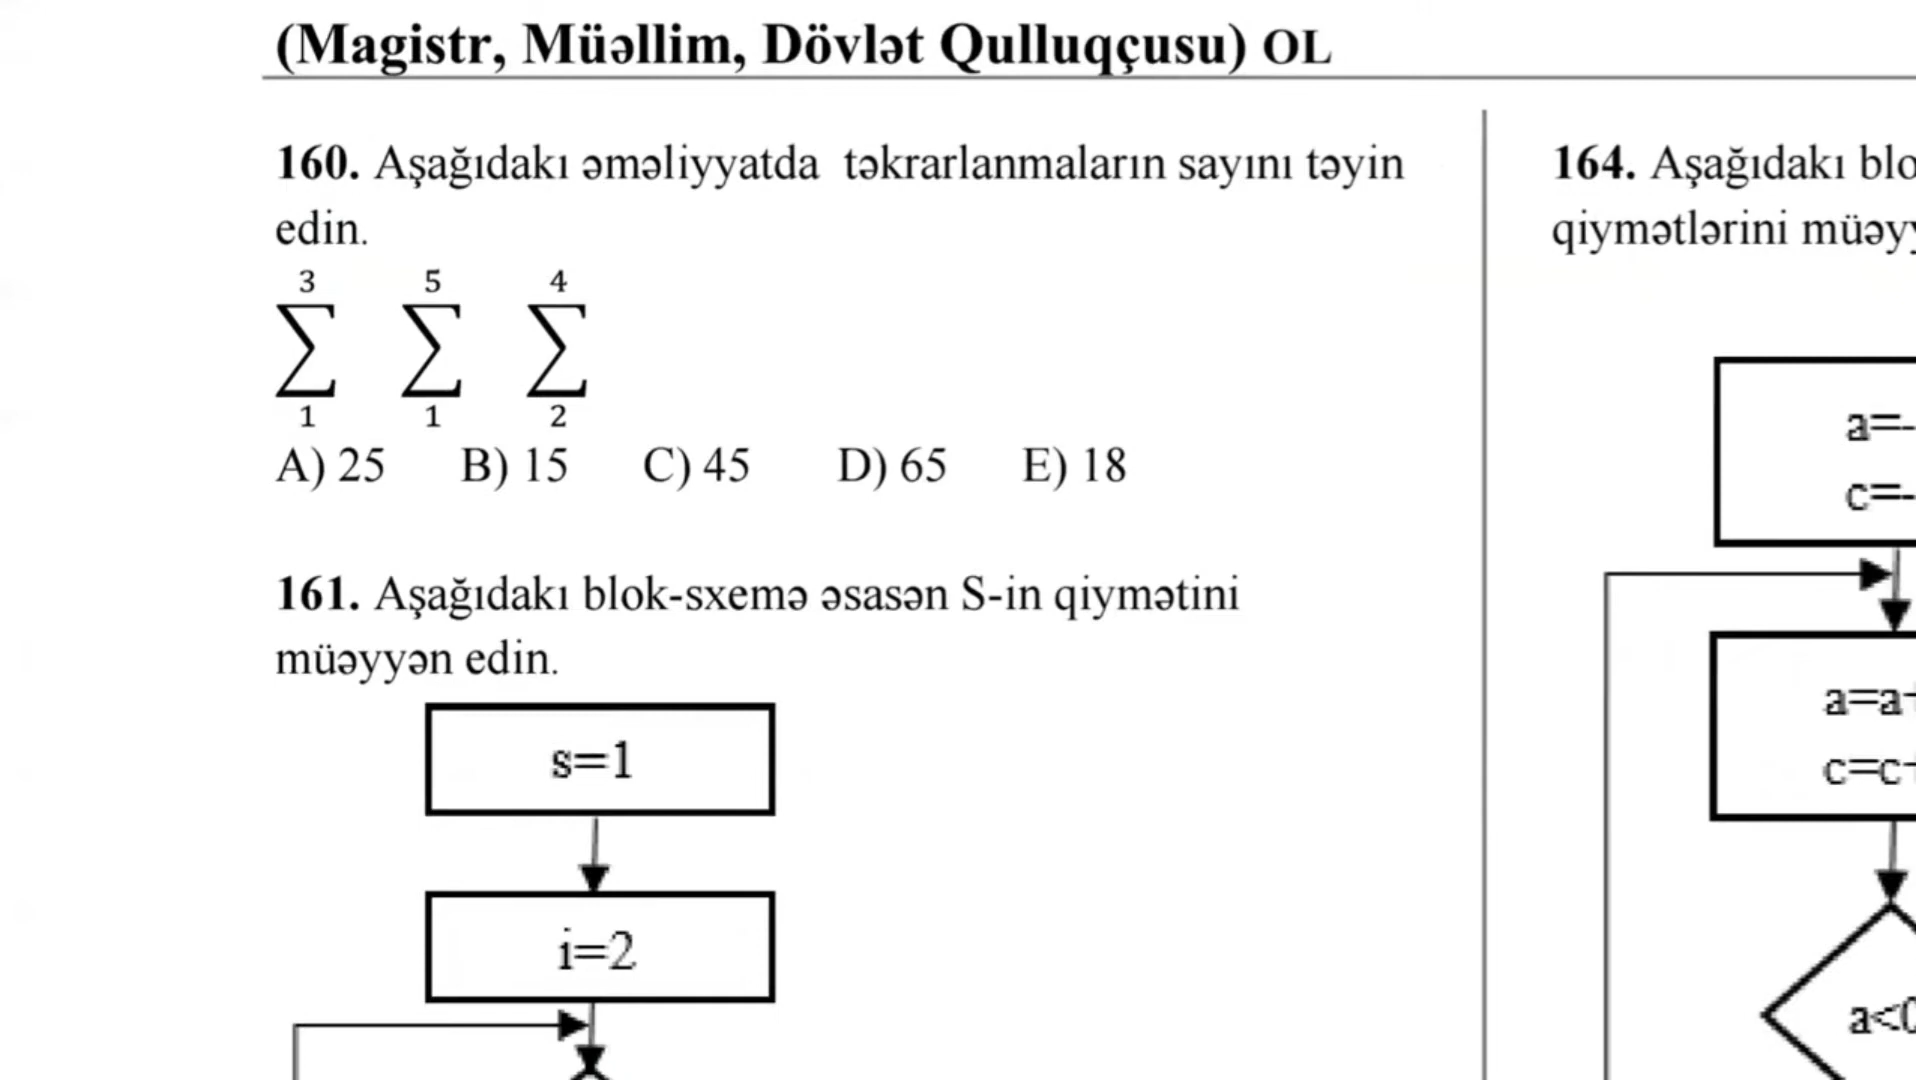 (Magistr, Müəllim, Dövlət Qulluqçusu) OL
160. Aşağıdakı əməliyyatda təkrarlanmaların sayını təyin
edin.
3 5 4
∑ ∑ ∑
1 1 2
A) 25 B) 15 C) 45 D) 65 E) 18
161. Aşağıdakı blok-sxemə əsasən S-in qiymətini
müəyyən edin.
s=1
i=2
164. Aşağıdakı blo
qiymətlərini müəy
a=-
c=-
a=a+
c=c+
a<0